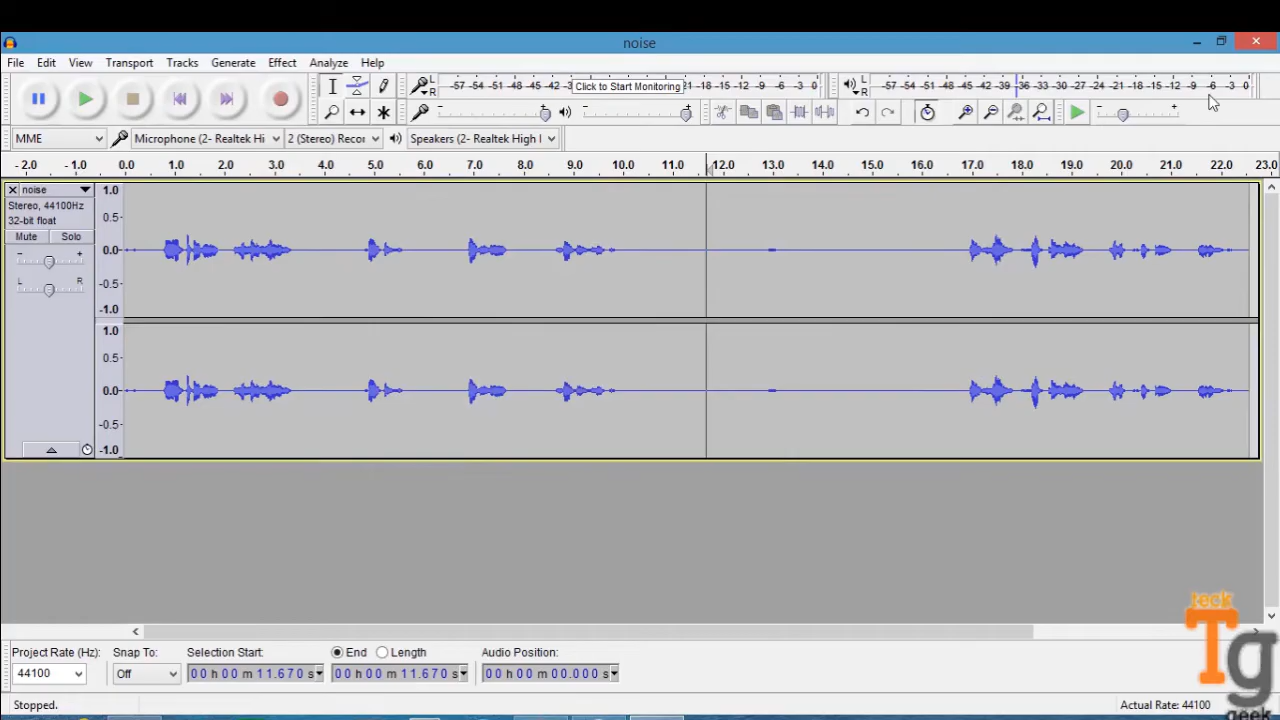 noise
File Edit View Transport Tracks Generate Effect Analyze Help
L R -57 -54 -51 -48 -45 -42 -3 Click to Start Monitoring 21 -18 -15 -12 -9 -6 -3 0 L R -57 -54 -51 -48 -45 -42 -39 36 -33 -30 -27 -24 -21 -18 -15 -12 -9 -6 -3 0
MME Microphone (2- Realtek Hi 2 (Stereo) Recor Speakers (2- Realtek High I
- 2.0 - 1.0 0.0 1.0 2.0 3.0 4.0 5.0 6.0 7.0 8.0 9.0 10.0 11.0 12.0 13.0 14.0 15.0 16.0 17.0 18.0 19.0 20.0 21.0 22.0 23.0
noise 1.0
Stereo, 44100Hz
32-bit float
0.5-
Mute Solo
0.0-
- +
L R
-0.5-
-1.0
1.0
0.5-
0.0-
-0.5-
-1.0
Project Rate (Hz): Snap To: Selection Start: End Length Audio Position:
44100 Off 00 h 00 m 11.670 s 00 h 00 m 11.670 s 00 h 00 m 00.000 s
Stopped. Actual Rate: 44100
teck
Tg
geek